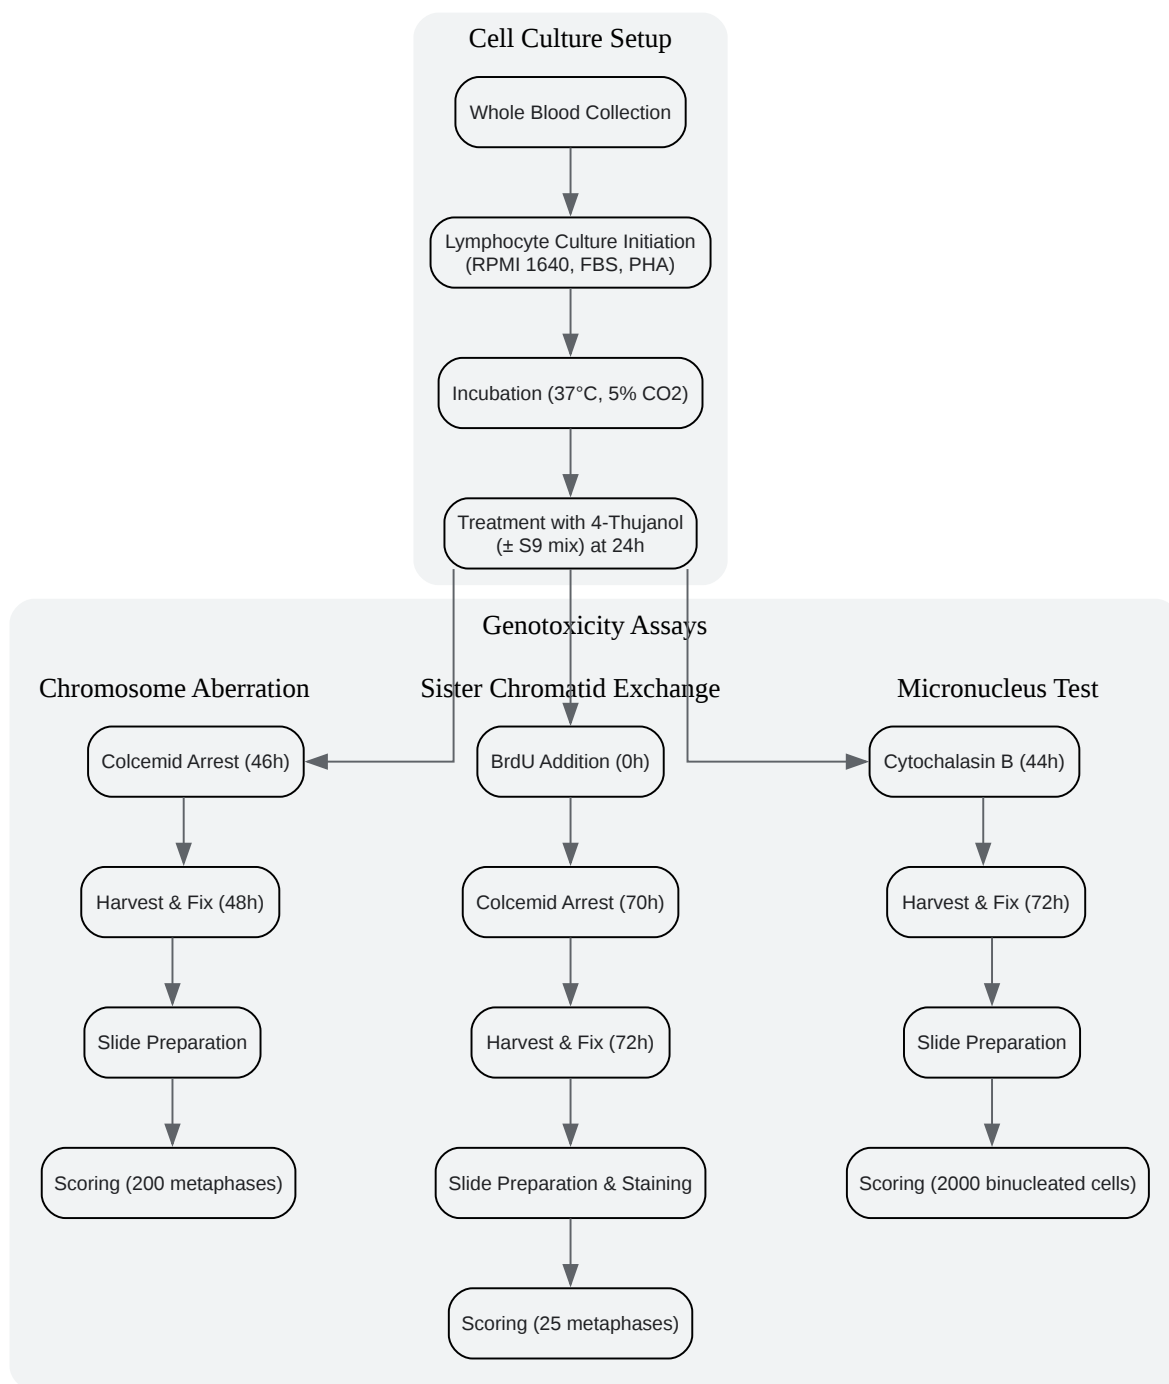 Cell Culture Setup
Whole Blood Collection
Lymphocyte Culture Initiation
(RPMI 1640, FBS, PHA)
Incubation (37°C, 5% CO2)
Treatment with 4-Thujanol
(± S9 mix) at 24h
Genotoxicity Assays
Chromosome Aberration
Colcemid Arrest (46h)
Harvest & Fix (48h)
Slide Preparation
Scoring (200 metaphases)
Sister Chromatid Exchange
BrdU Addition (0h)
Colcemid Arrest (70h)
Harvest & Fix (72h)
Slide Preparation & Staining
Scoring (25 metaphases)
Micronucleus Test
Cytochalasin B (44h)
Harvest & Fix (72h)
Slide Preparation
Scoring (2000 binucleated cells)